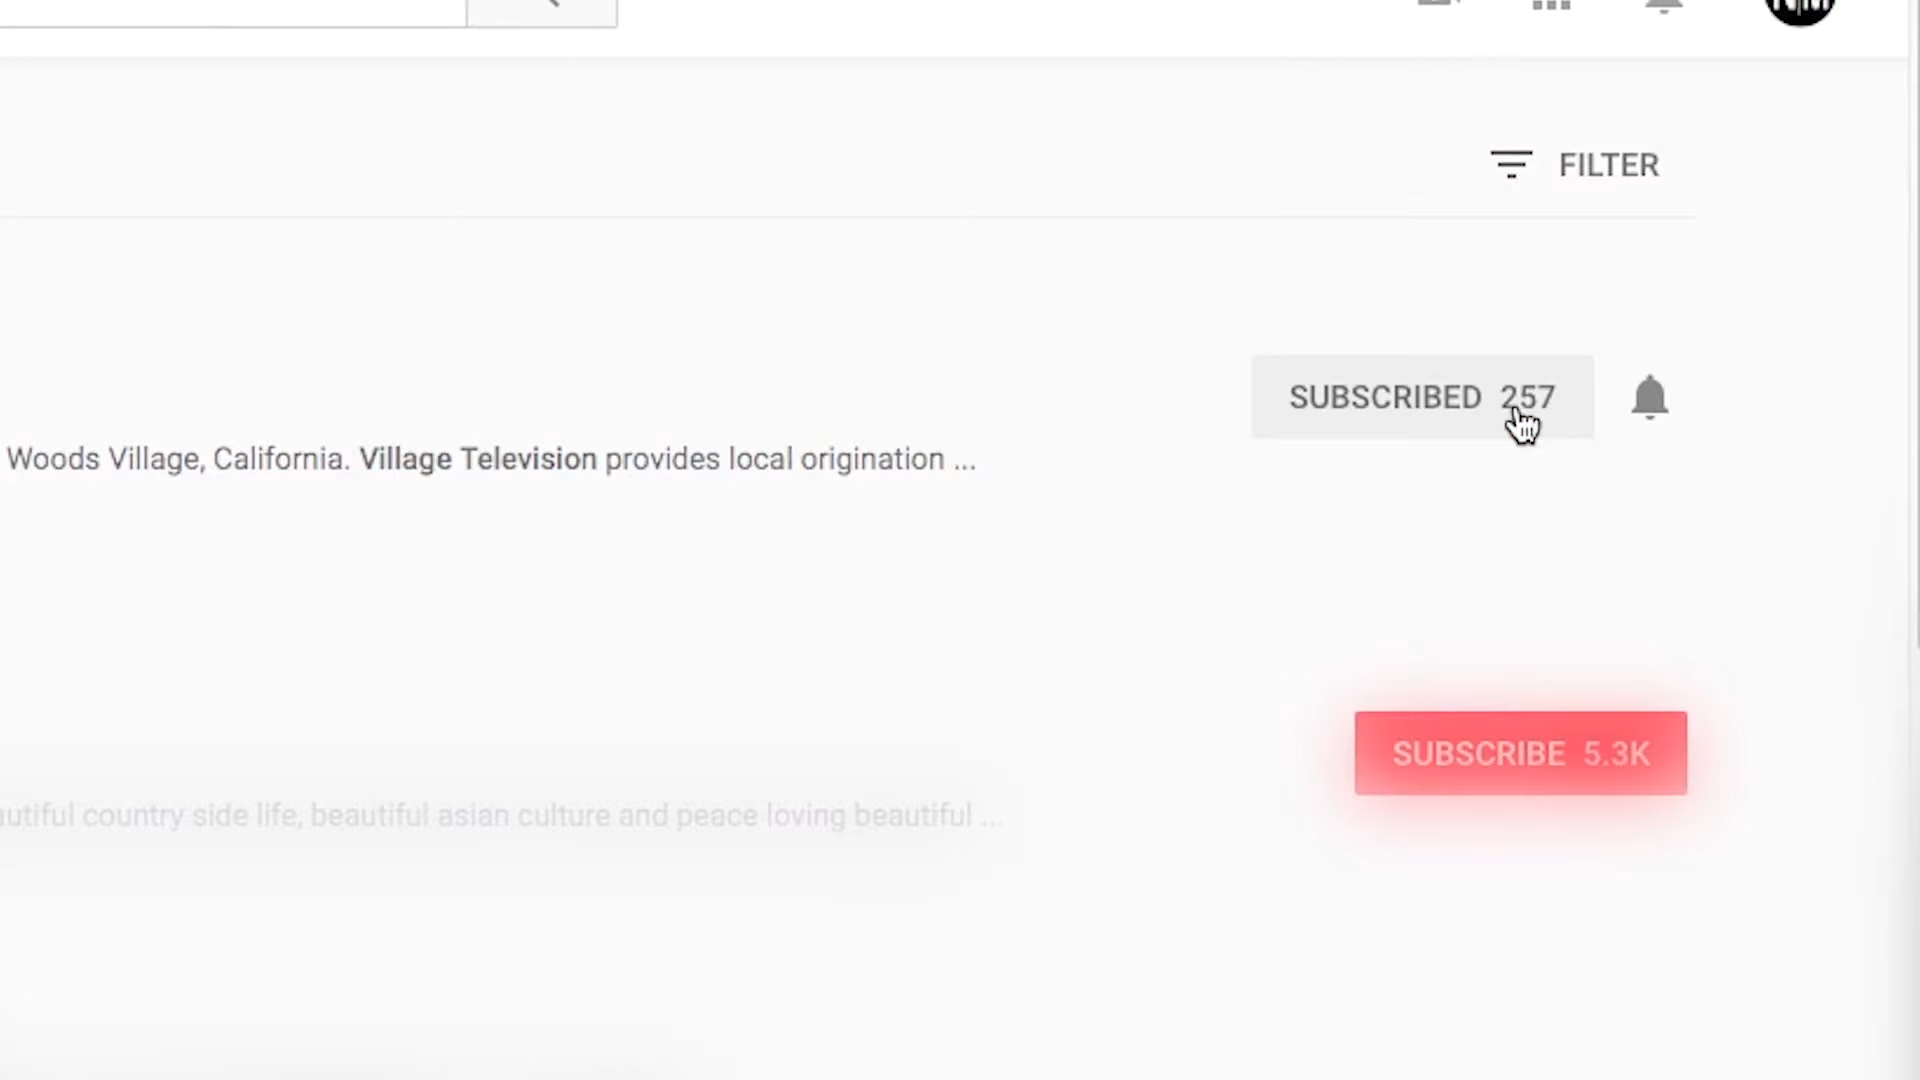 FILTER
SUBSCRIBED 257
Woods Village, California. Village Television provides local origination ...
SUBSCRIBE 5.3K
country side life, beautiful asian culture and peace loving beautiful ...